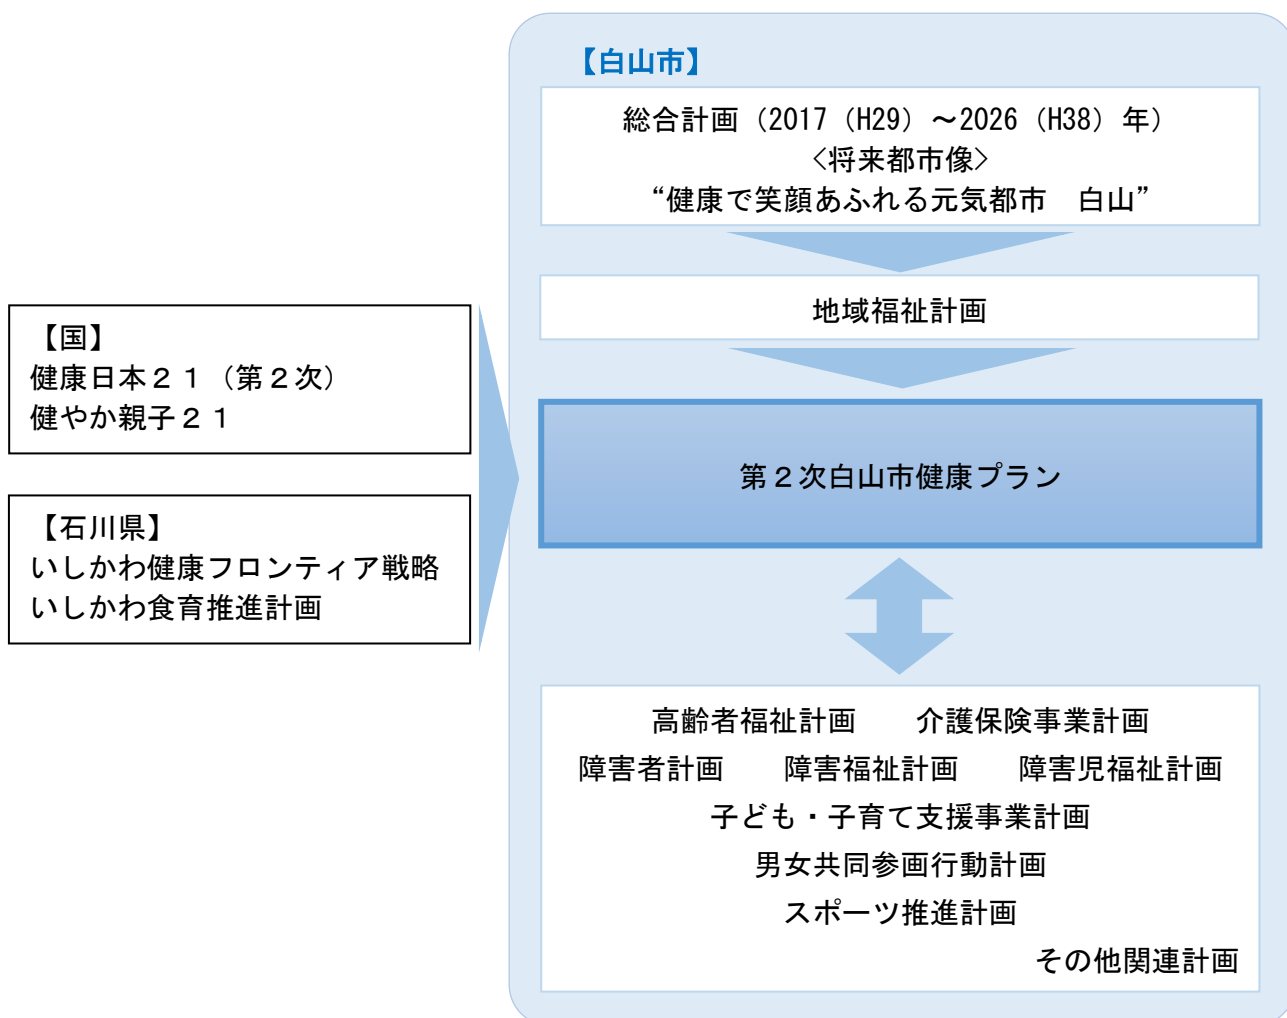 【白山市】
総合計画（2017（H29）～2026（H38）年）
<将来都市像>
“健康で笑顔あふれる元気都市　白山”
地域福祉計画
【国】
健康日本２１（第２次）
健やか親子２１
【石川県】
いしかわ健康フロンティア戦略
いしかわ食育推進計画
第２次白山市健康プラン
高齢者福祉計画　　介護保険事業計画
障害者計画　　障害福祉計画　　障害児福祉計画
子ども・子育て支援事業計画
男女共同参画行動計画
スポーツ推進計画
その他関連計画